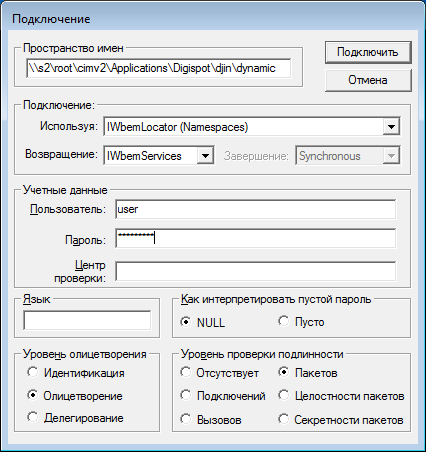 Подключение
Пространство имен
\\s2\root\cimv2\Applications\Digispot\djin\dynamic
Подключить
Отмена
Подключение:
Используя: IWbemLocator (Namespaces)
Возвращение: IWbemServices Завершение: Synchronous
Учетные данные
Пользователь: user
Пароль: *********
Центр
проверки:
Язык
Как интерпретировать пустой пароль
NULL Пусто
Уровень олицетворения
Идентификация
Олицетворение
Делегирование
Уровень проверки подлинности
Отсутствует Пакетов
Подключений Целостности пакетов
Вызовов Секретности пакетов